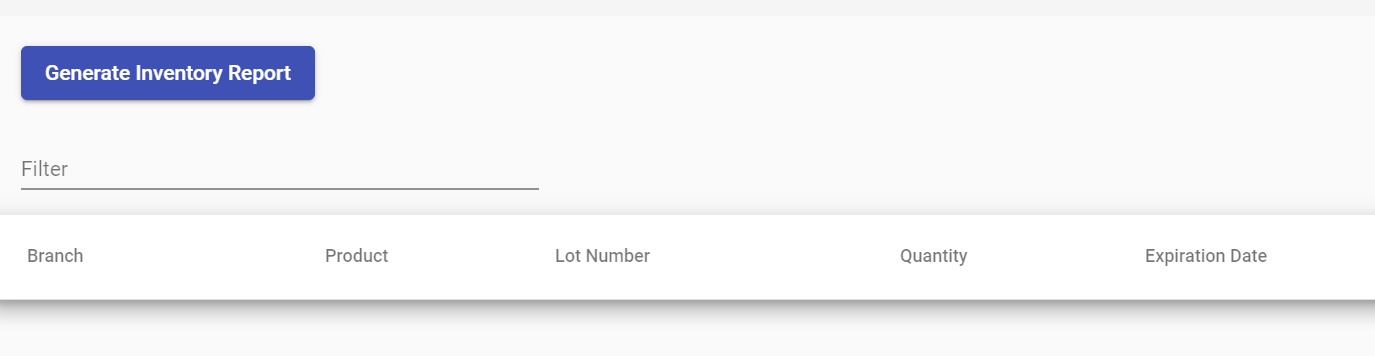 Generate Inventory Report
Filter
Branch Product Lot Number Quantity Expiration Date